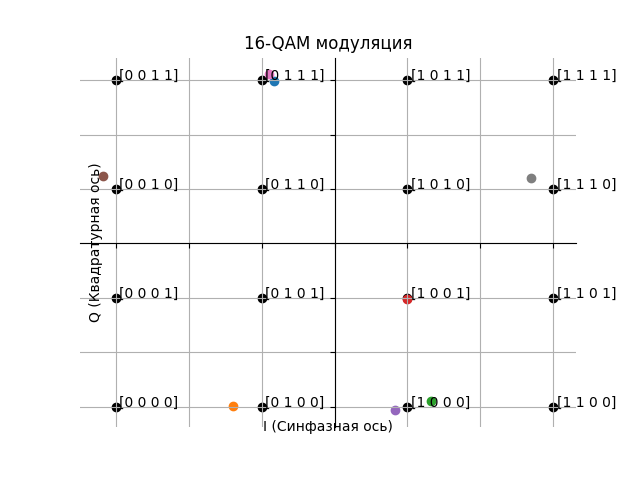 16-QAM модуляция
[0 0 1 1] [0 1 1 1] [1 0 1 1] [1 1 1 1]
[0 0 1 0] [0 1 1 0] [1 0 1 0] [1 1 1 0]
Q (Квадратурная ось)
[0 0 0 1] [0 1 0 1] [1 0 0 1] [1 1 0 1]
[0 0 0 0] [0 1 0 0] [1 0 0 0] [1 1 0 0]
I (Синфазная ось)